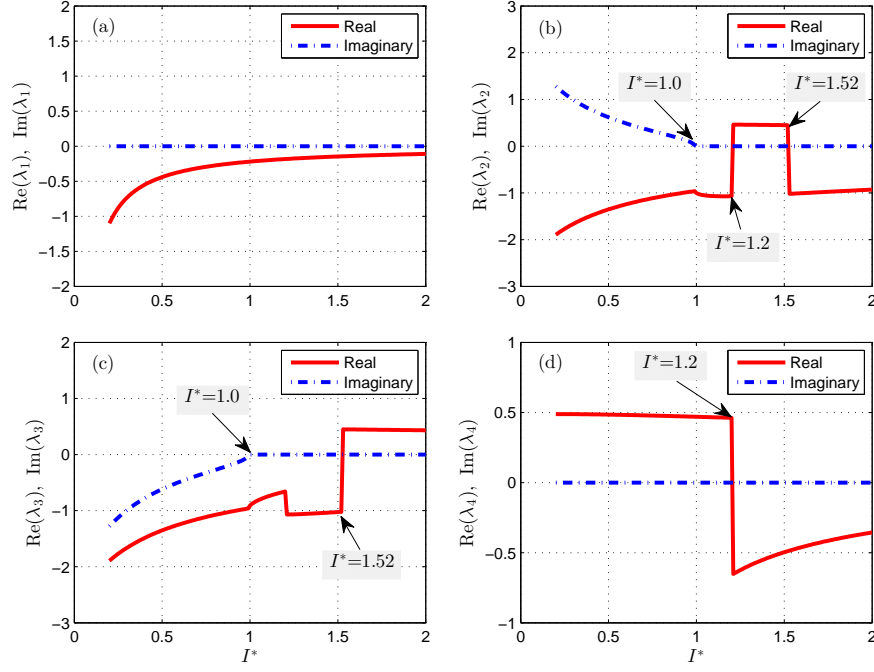 (a)
Real
Imaginary
Re(λ₁), Im(λ₁)
2
1.5
1
0.5
0
−0.5
−1
−1.5
−2
0 0.5 1 1.5 2
(b)
Real
Imaginary
I*=1.0
I*=1.52
I*=1.2
Re(λ₂), Im(λ₂)
3
2
1
0
−1
−2
−3
0 0.5 1 1.5 2
(c)
Real
Imaginary
I*=1.0
I*=1.52
Re(λ₃), Im(λ₃)
3
2
1
0
−1
−2
−3
0 0.5 1 1.5 2
I*
(d)
Real
Imaginary
I*=1.2
Re(λ₄), Im(λ₄)
1
0.5
0
−0.5
−1
0 0.5 1 1.5 2
I*